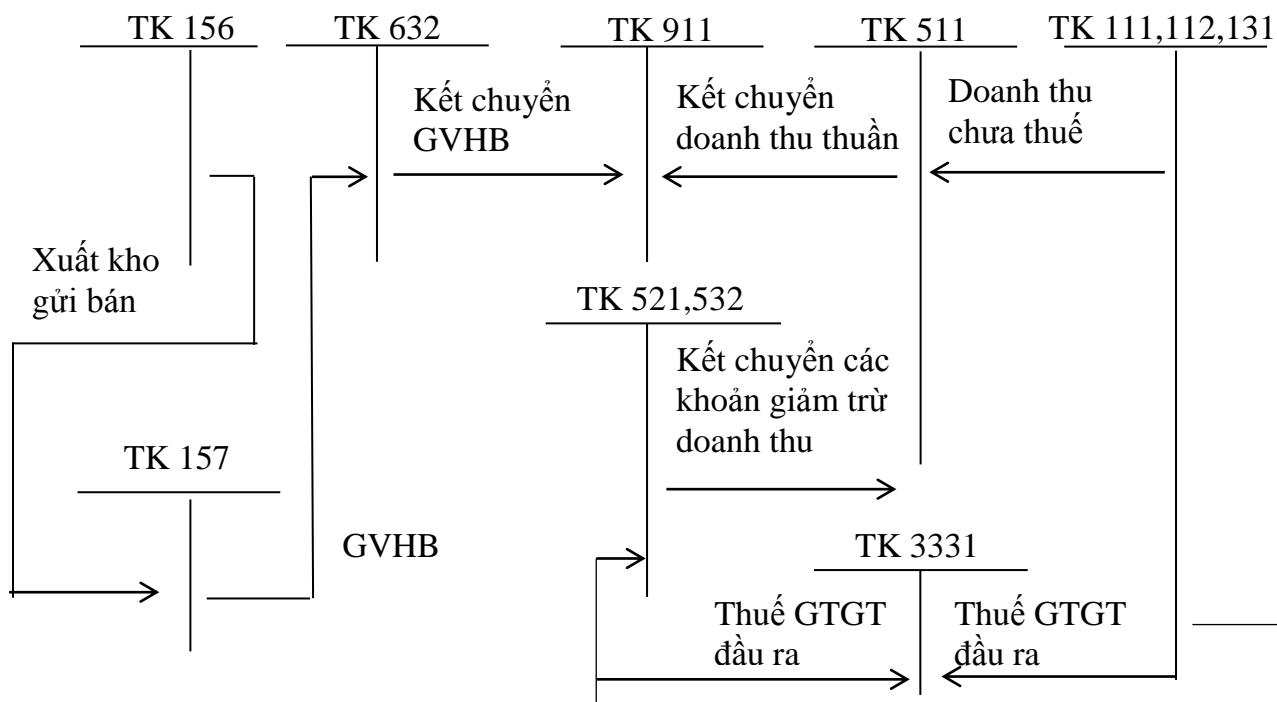 TK 156
TK 632
TK 911
TK 511
TK 111,112,131
Kết chuyển
GVHB
Kết chuyển
doanh thu thuần
Doanh thu
chưa thuế
Xuất kho
gửi bán
TK 521,532
Kết chuyển các
khoản giảm trừ
doanh thu
TK 157
GVHB
TK 3331
Thuế GTGT
đầu ra
Thuế GTGT
đầu ra